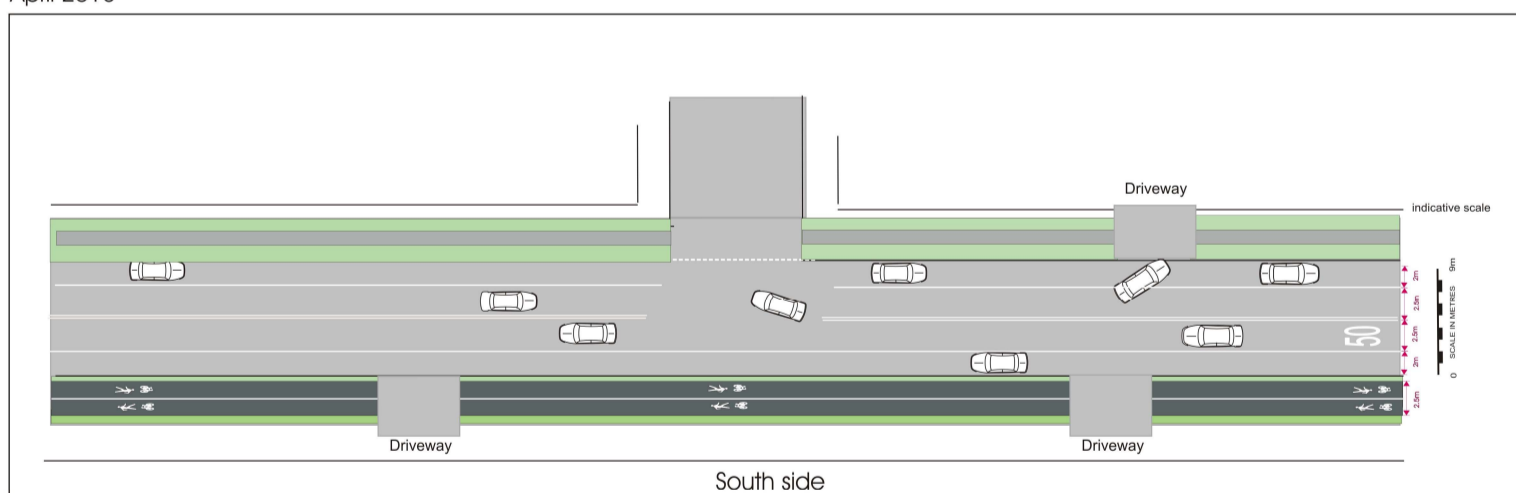 Driveway
indicative scale
2m
2.5m
2.5m
2m
2.5m
50
0 SCALE IN METRES 9m
Driveway
Driveway
South side